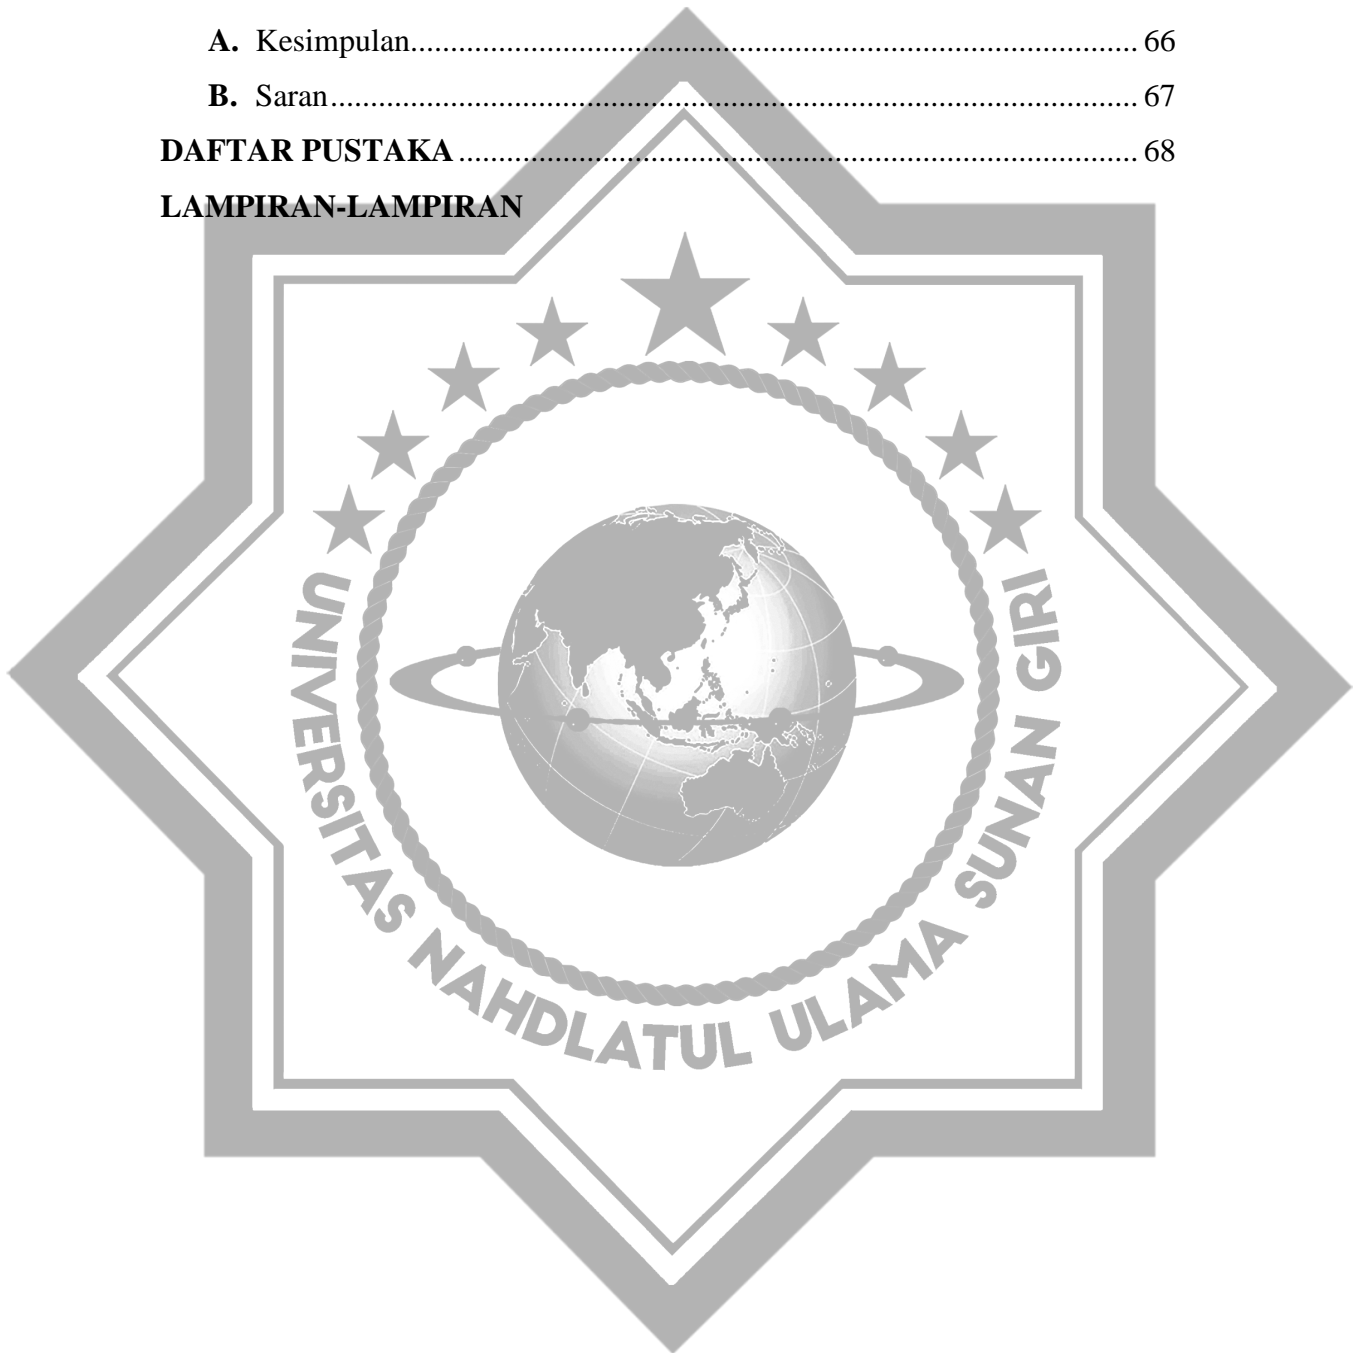 A. Kesimpulan........................................................................................... 66
B. Saran..................................................................................................... 67
DAFTAR PUSTAKA..................................................................................... 68
LAMPIRAN-LAMPIRAN
UNIVERSITAS NAHDLATUL ULAMA SUNAN GIRI